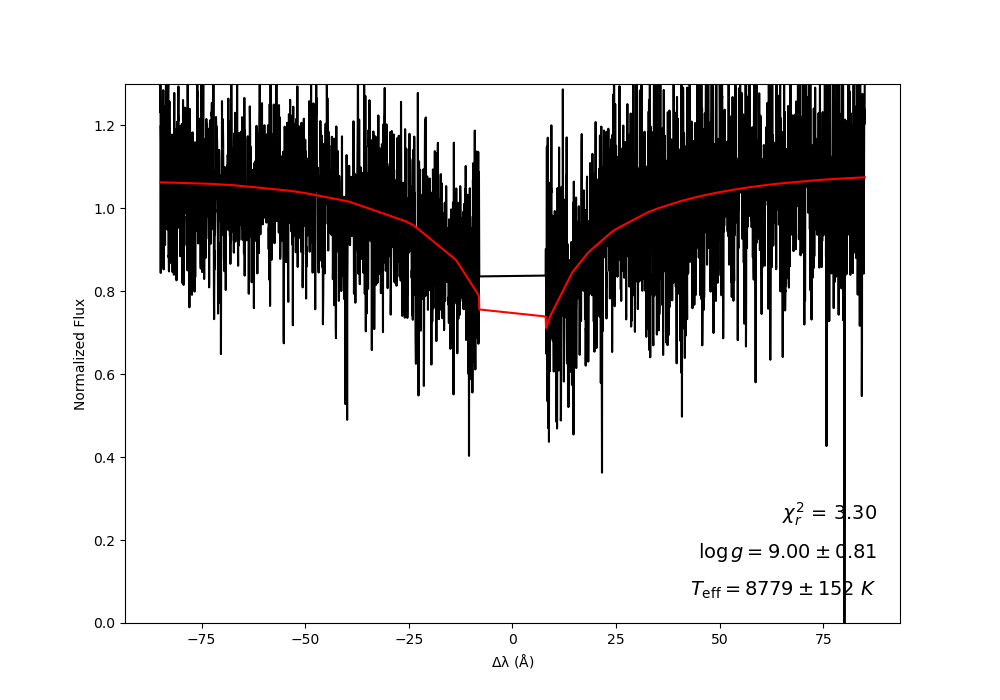 1.2
1.0
0.8
0.6
0.4
0.2
0.0
Normalized Flux
χ²ᵣ = 3.30
log g = 9.00 ± 0.81
T_eff = 8779 ± 152 K
−75 −50 −25 0 25 50 75
Δλ (Å)